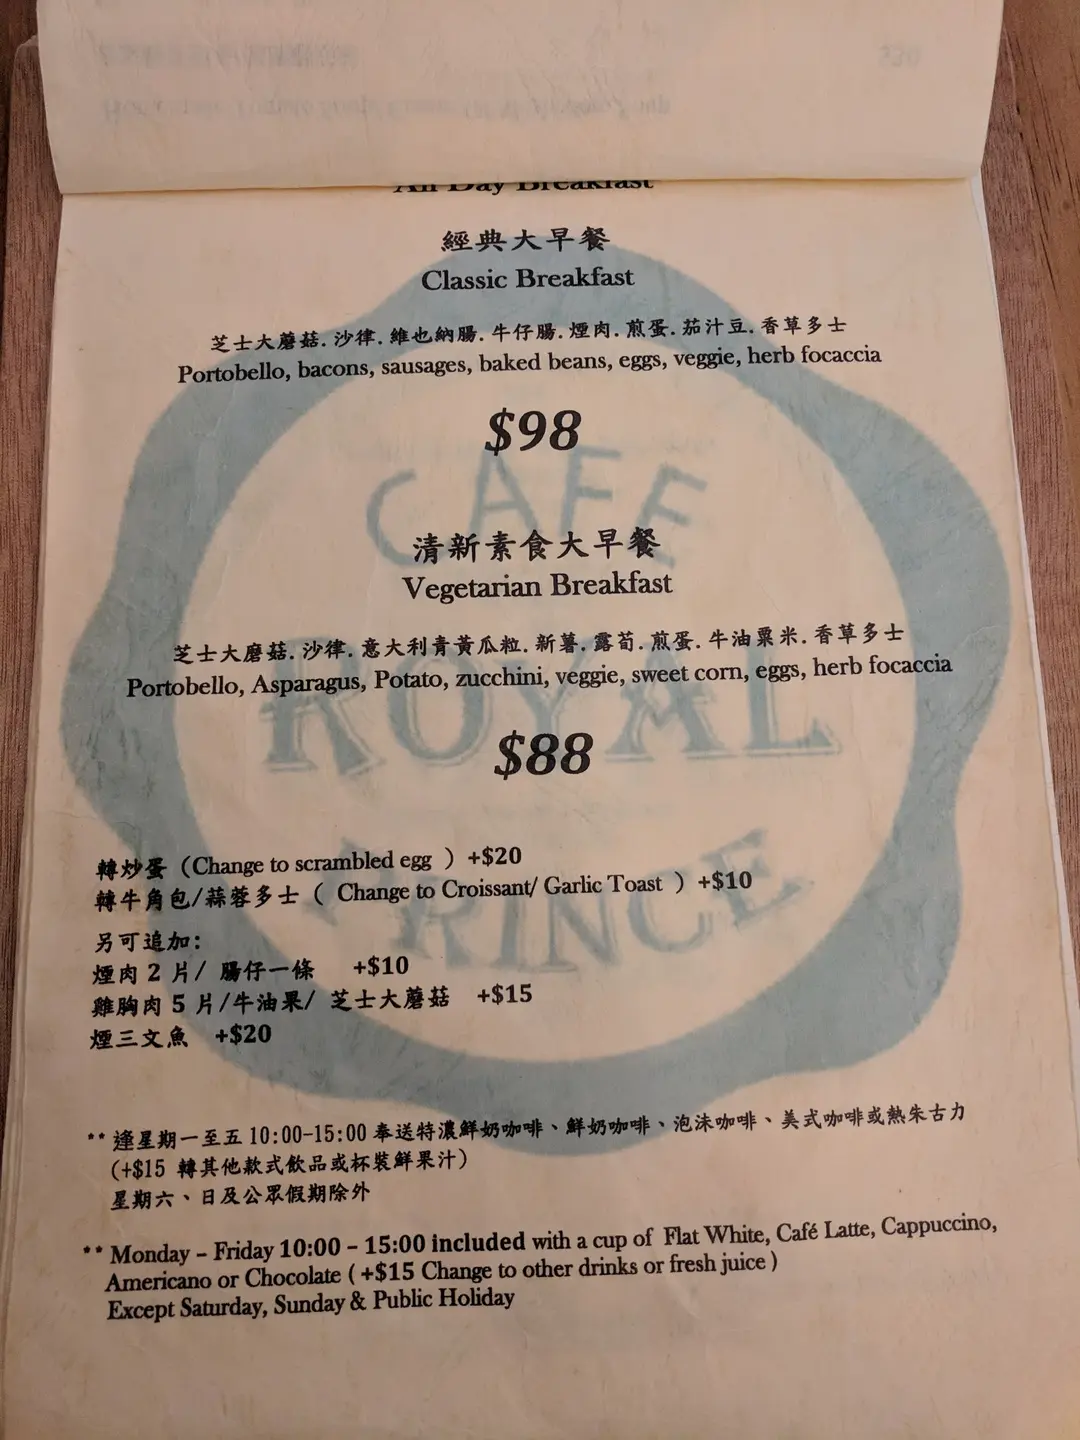 All Day Breakfast
經典大早餐
Classic Breakfast
芝士大蘑菇.沙律.維也納腸.牛仔腸.煙肉.煎蛋.茄汁豆.香草多士
Portobello, bacons, sausages, baked beans, eggs, veggie, herb focaccia
$98
CAFE
清新素食大早餐
Vegetarian Breakfast
芝士大磨菇.沙律.意大利青黃瓜粒.新薯.露荀.煎蛋.牛油粟米.香草多士
Portobello, Asparagus, Potato, zucchini, veggie, sweet corn, eggs, herb focaccia
ROYAL
$88
PRINCE
轉炒蛋 (Change to scrambled egg ) +$20
轉牛角包/蒜蓉多士 ( Change to Croissant/ Garlic Toast ) +$10
另可追加:
煙肉 2 片/ 腸仔一條 +$10
雞胸肉 5 片/牛油果/ 芝士大蘑菇 +$15
煙三文魚 +$20
** 逢星期一至五 10:00-15:00 奉送特濃鮮奶咖啡、鮮奶咖啡、泡沫咖啡、美式咖啡或熱朱古力
(+$15 轉其他款式飲品或杯裝鮮果汁)
星期六、日及公眾假期除外
** Monday – Friday 10:00 – 15:00 included with a cup of Flat White, Café Latte, Cappuccino,
Americano or Chocolate ( +$15 Change to other drinks or fresh juice )
Except Saturday, Sunday & Public Holiday